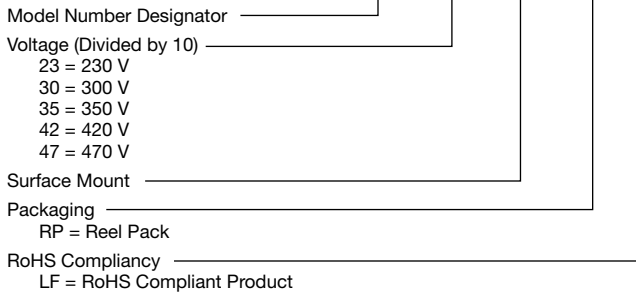 Model Number Designator
Voltage (Divided by 10)
23 = 230 V
30 = 300 V
35 = 350 V
42 = 420 V
47 = 470 V
Surface Mount
Packaging
RP = Reel Pack
RoHS Compliancy
LF = RoHS Compliant Product